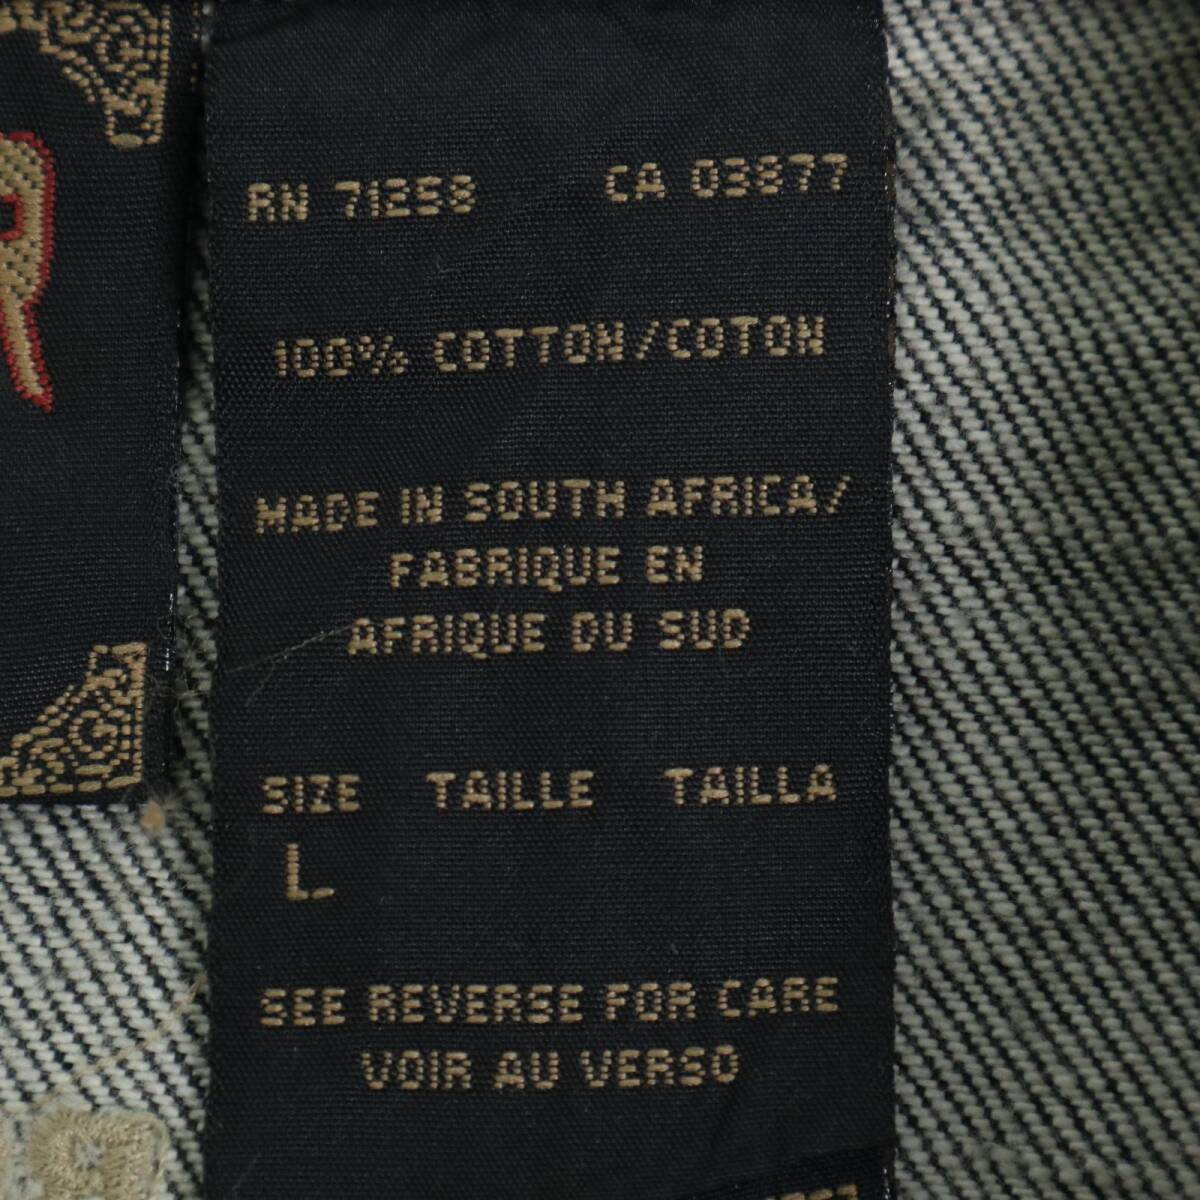 RN 71258 CA 03877
100% COTTON/COTON
MADE IN SOUTH AFRICA/
FABRIQUE EN
AFRIQUE DU SUD
SIZE TAILLE TAILLA
L
SEE REVERSE FOR CARE
VOIR AU VERSO